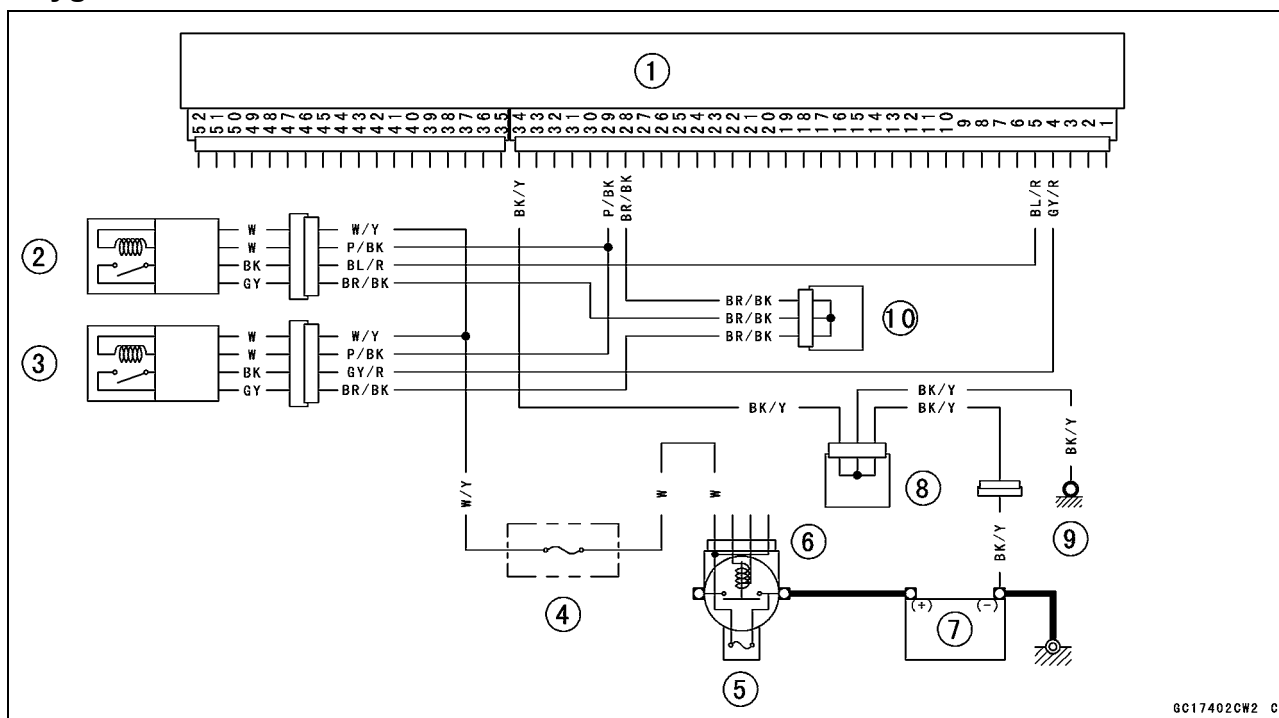 1
52 51 50 49 48 47 46 45 44 43 42 41 40 39 38 37 36 35 34 33 32 31 30 29 28 27 26 25 24 23 22 21 20 19 18 17 16 15 14 13 12 11 10 9 8 7 6 5 4 3 2 1
BK/Y P/BK BR/BK BL/R GY/R
2
W W/Y
W P/BK
BK BL/R
GY BR/BK
3
W W/Y
W P/BK
BK GY/R
GY BR/BK
BR/BK
BR/BK
BR/BK
10
BK/Y
BK/Y BK/Y
BK/Y
8
9
BK/Y
W/Y
W W
6
4
5
(+) (-)
7
GC17402CW2 C